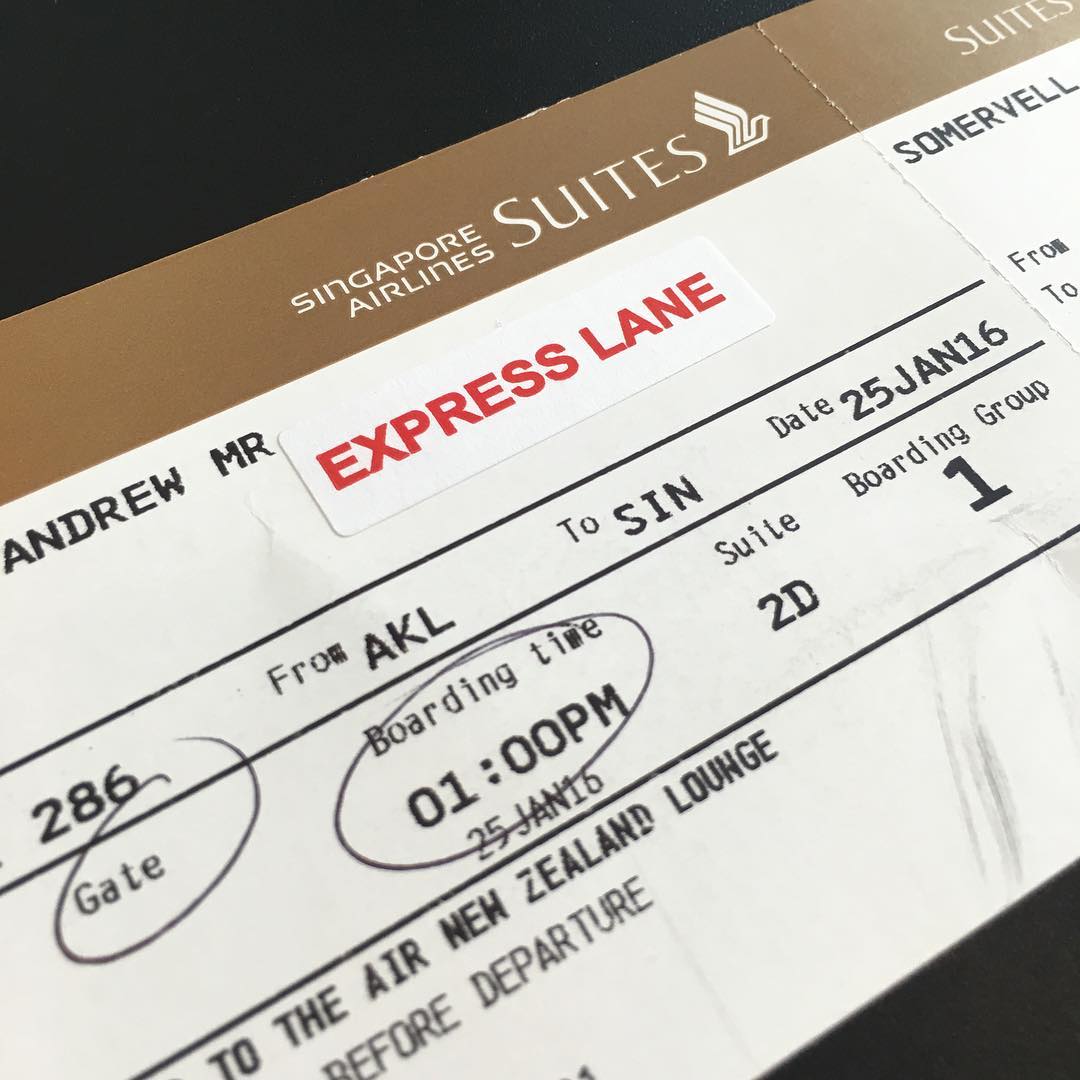 SUITES
SINGAPORE
AIRLINES SUITES
SOMERVELL
EXPRESS LANE
ANDREW MR
From
To
From AKL To SIN Date 25JAN16
286 Boarding time Suite Boarding Group
Gate 01:00PM 2D 1
25JAN16
TO THE AIR NEW ZEALAND LOUNGE
BEFORE DEPARTURE